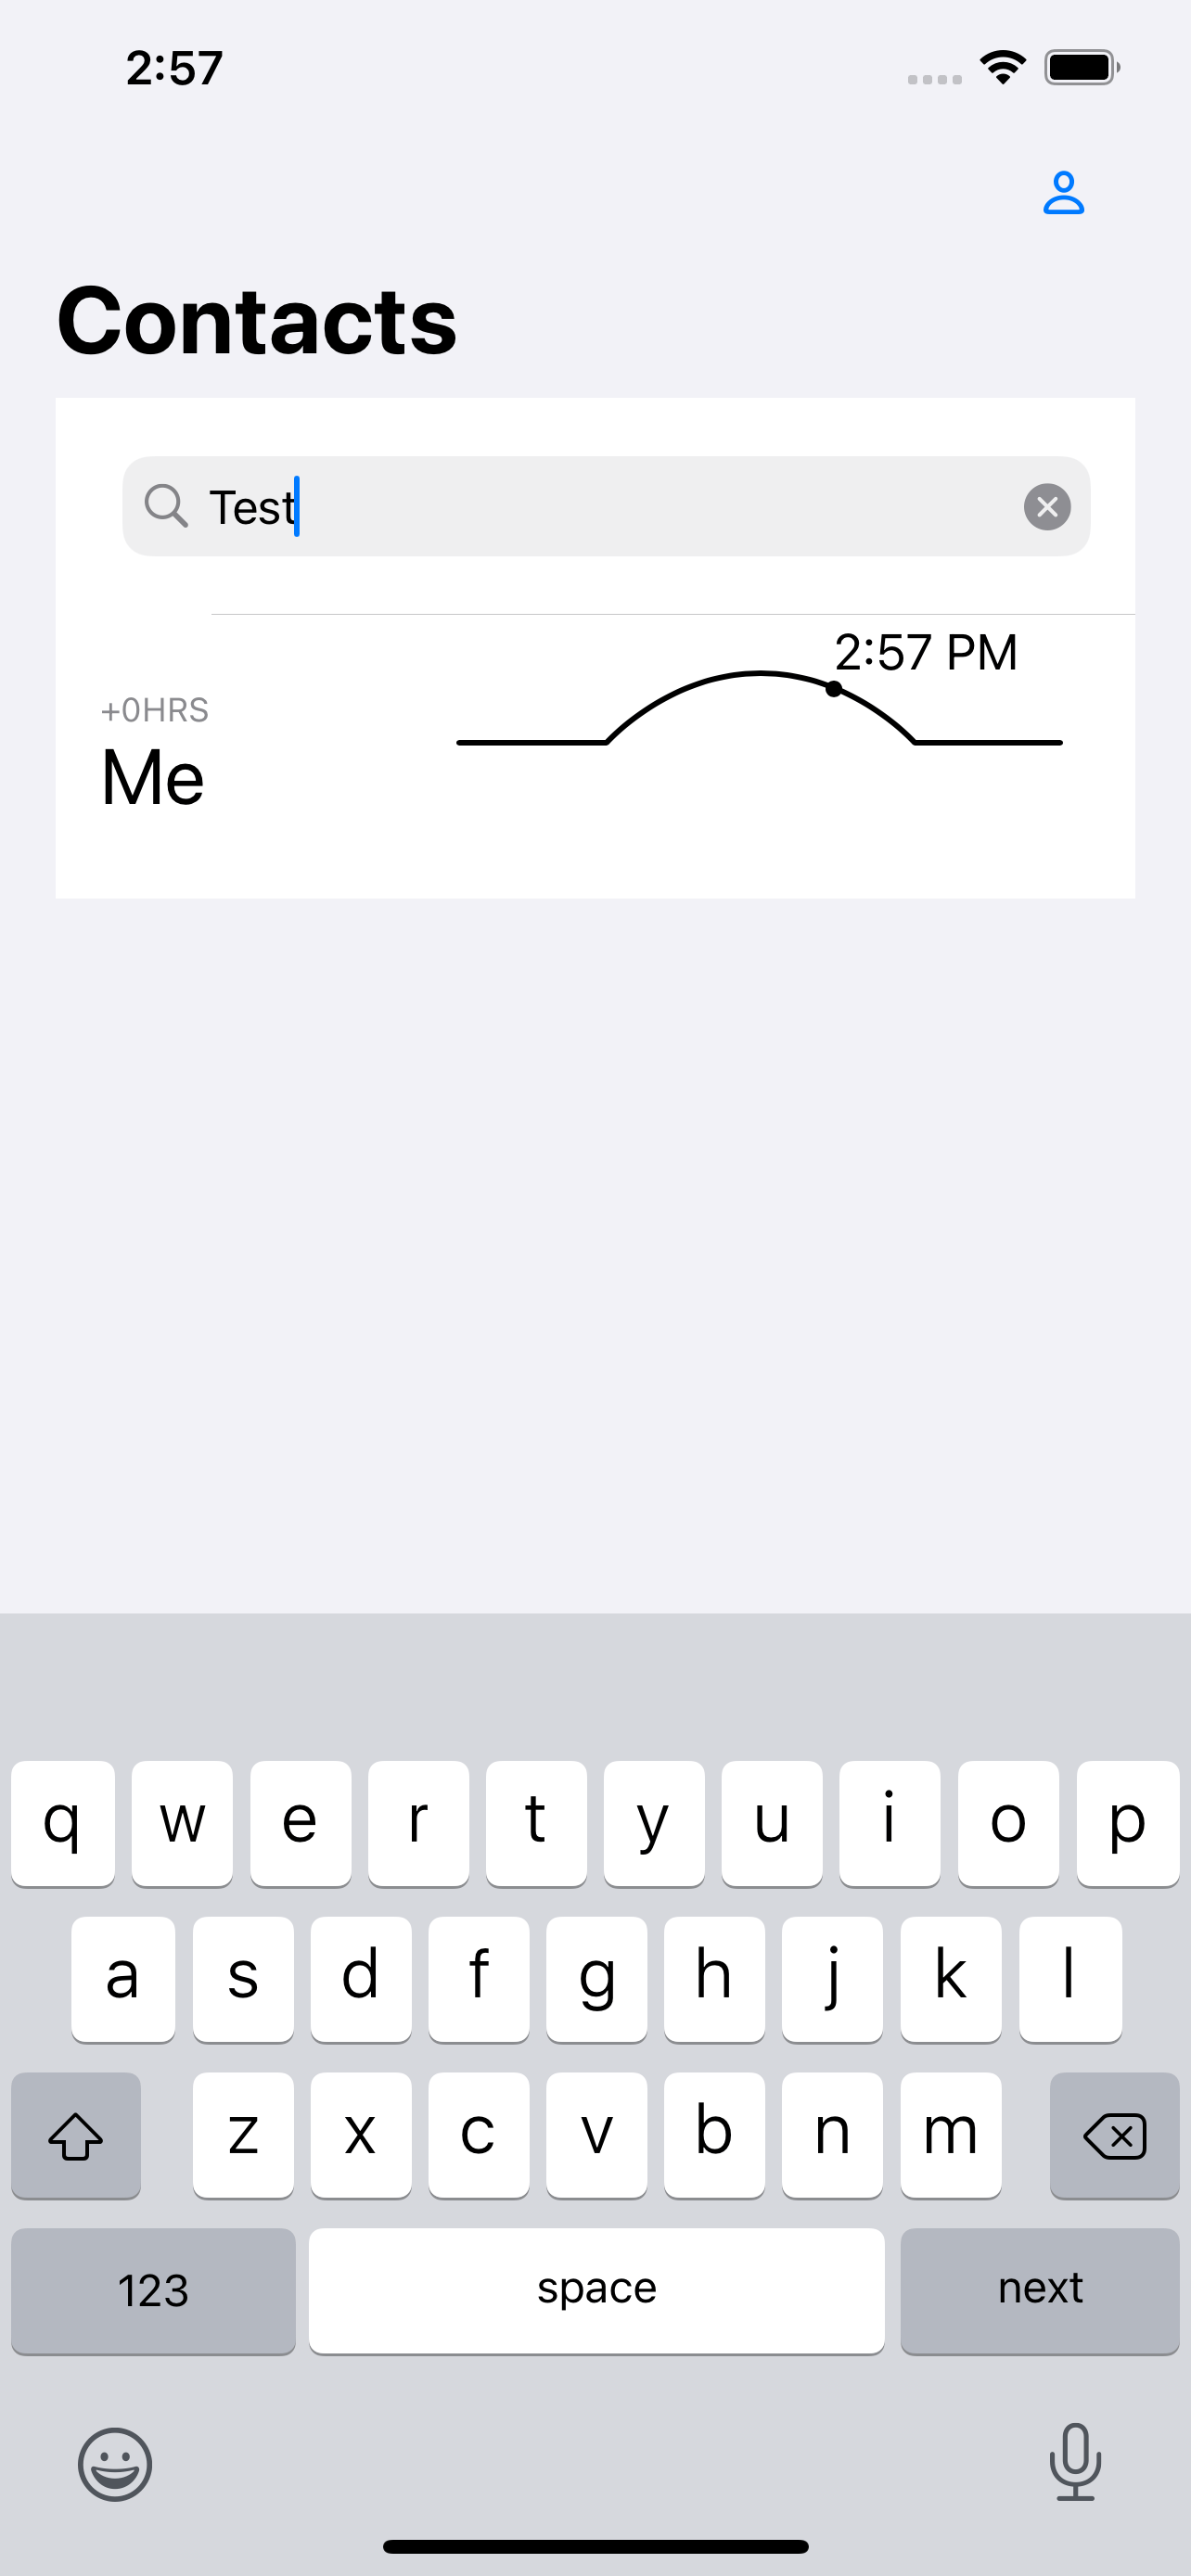 2:57
Contacts
Test
2:57 PM
+0HRS
Me
q w e r t y u i o p
a s d f g h j k l
z x c v b n m
123 space next